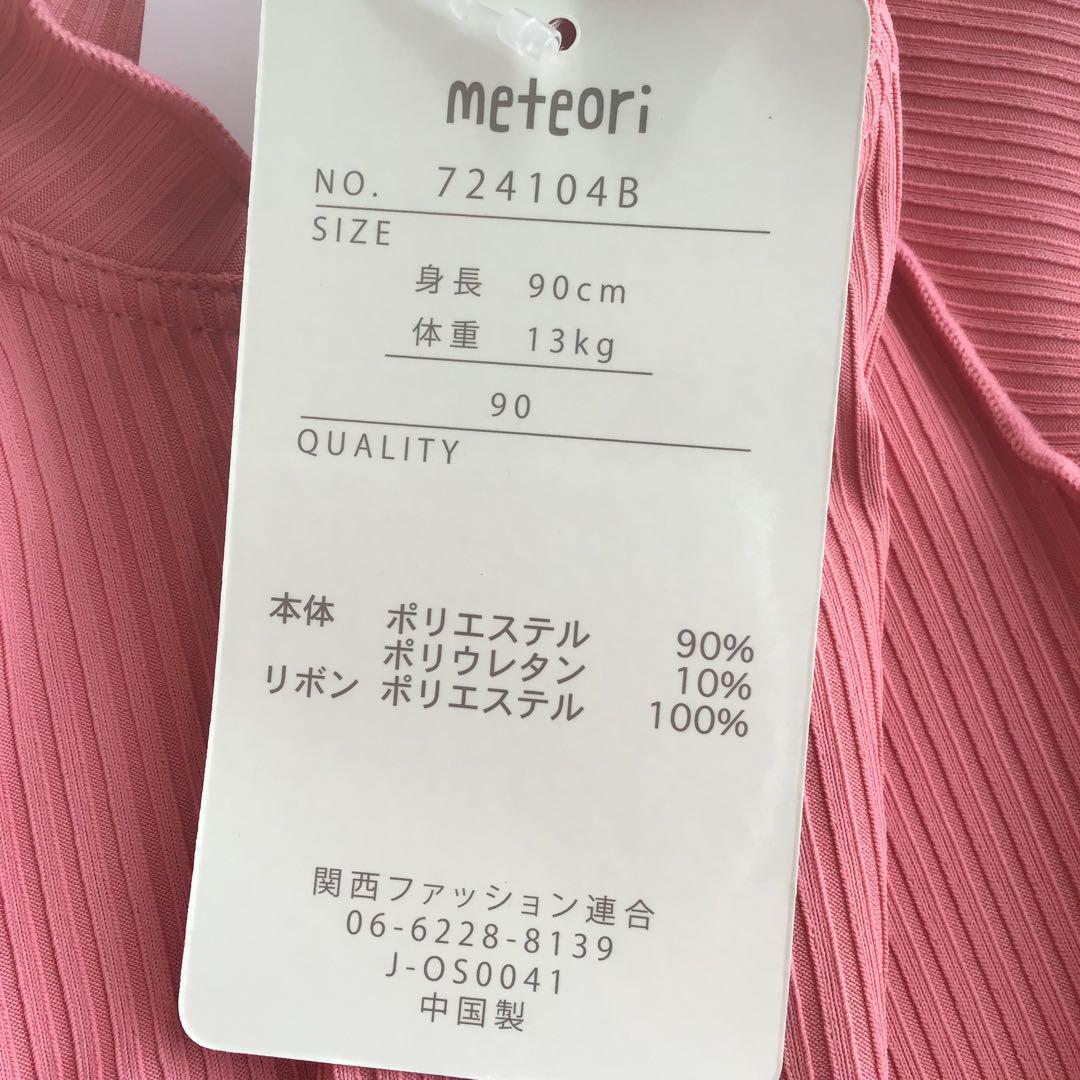 meteori
NO. 724104B
SIZE
身長 90cm
体重 13kg
90
QUALITY
本体 ポリエステル 90%
ポリウレタン 10%
リボン ポリエステル 100%
関西ファッション連合
06-6228-8139
J-OS0041
中国製